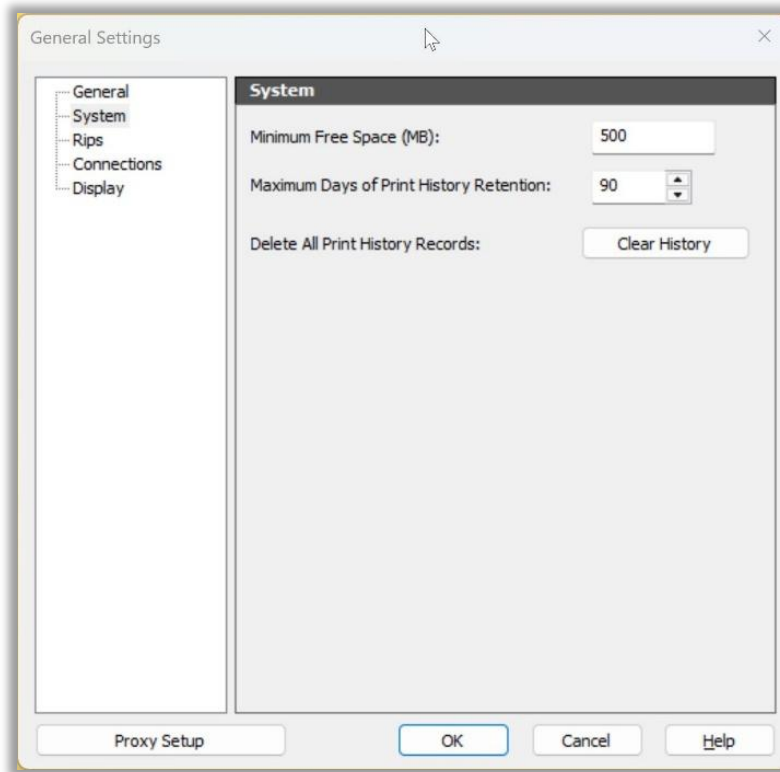 General Settings
General
System
Rips
Connections
Display
System
Minimum Free Space (MB): 500
Maximum Days of Print History Retention: 90
Delete All Print History Records: Clear History
Proxy Setup OK Cancel Help